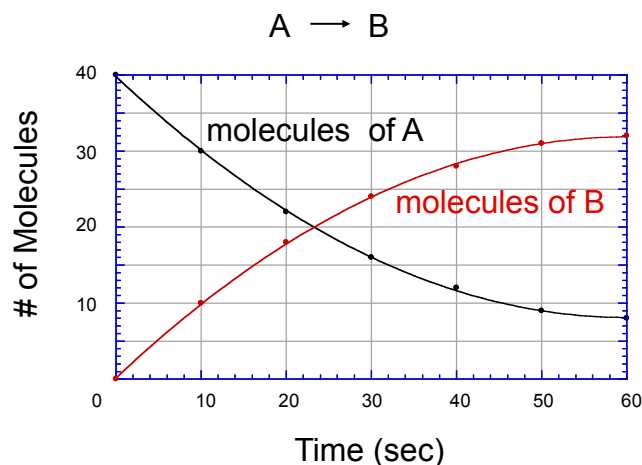 A → B
40
molecules of A
30
molecules of B
20
10
# of Molecules
0 10 20 30 40 50 60
Time (sec)